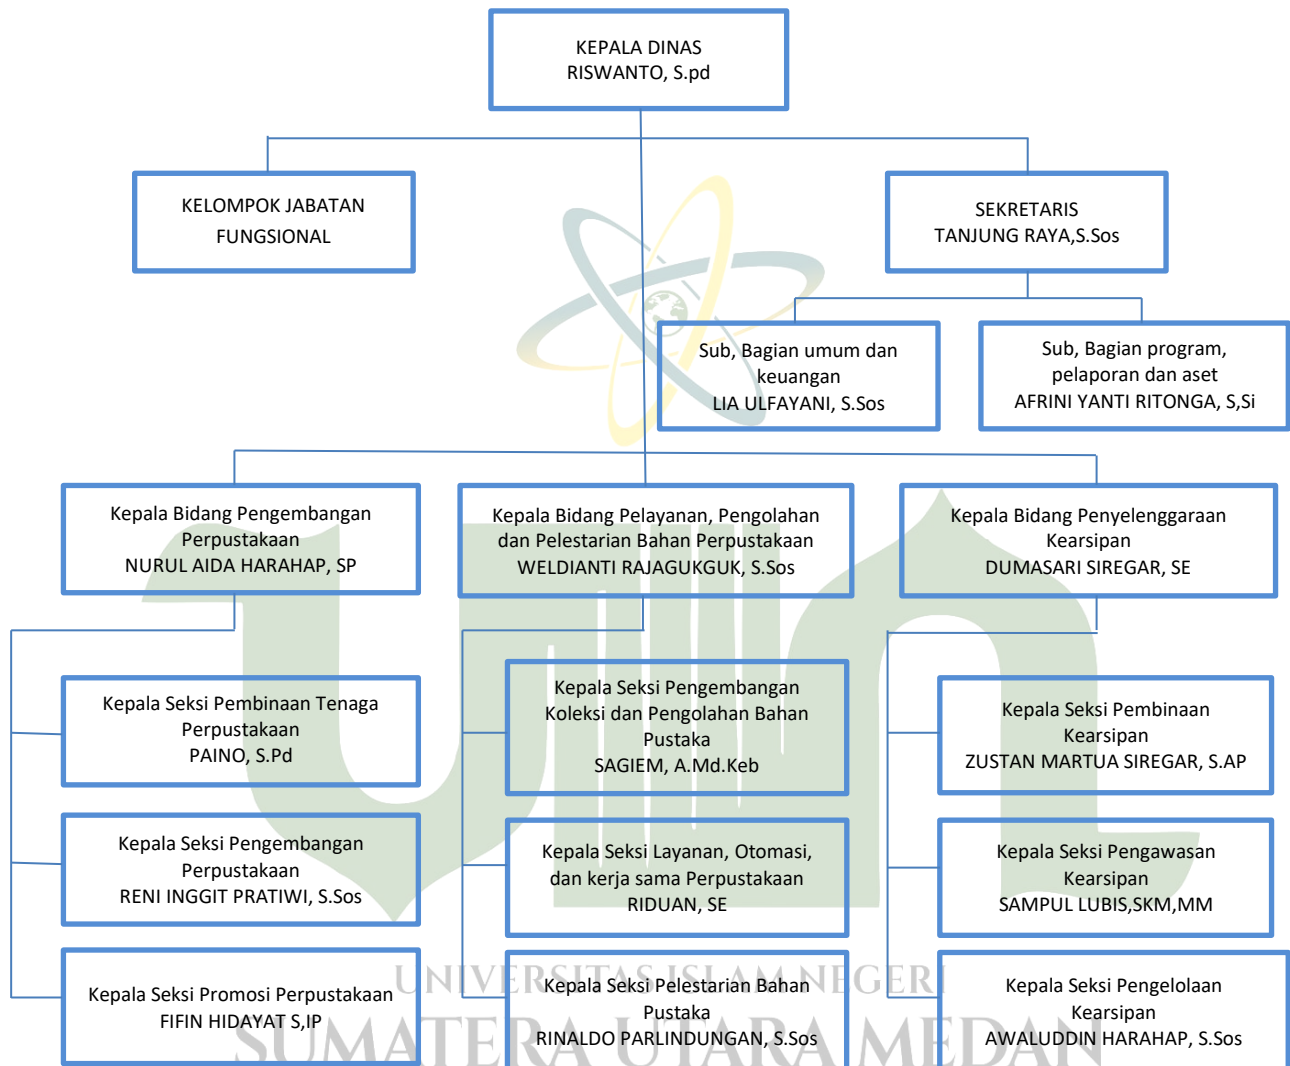 KEPALA DINAS
RISWANTO, S.pd
KELOMPOK JABATAN
FUNGSIONAL
SEKRETARIS
TANJUNG RAYA,S.Sos
Sub, Bagian umum dan
keuangan
LIA ULFAYANI, S.Sos
Sub, Bagian program,
pelaporan dan aset
AFRINI YANTI RITONGA, S,Si
Kepala Bidang Pengembangan
Perpustakaan
NURUL AIDA HARAHAP, SP
Kepala Bidang Pelayanan, Pengolahan
dan Pelestarian Bahan Perpustakaan
WELDIANTI RAJAGUKGUK, S.Sos
Kepala Bidang Penyelenggaraan
Kearsipan
DUMASARI SIREGAR, SE
Kepala Seksi Pembinaan Tenaga
Perpustakaan
PAINO, S.Pd
Kepala Seksi Pengembangan
Koleksi dan Pengolahan Bahan
Pustaka
SAGIEM, A.Md.Keb
Kepala Seksi Pembinaan
Kearsipan
ZUSTAN MARTUA SIREGAR, S.AP
Kepala Seksi Pengembangan
Perpustakaan
RENI INGGIT PRATIWI, S.Sos
Kepala Seksi Layanan, Otomasi,
dan kerja sama Perpustakaan
RIDUAN, SE
Kepala Seksi Pengawasan
Kearsipan
SAMPUL LUBIS,SKM,MM
Kepala Seksi Promosi Perpustakaan
FIFIN HIDAYAT S,IP
Kepala Seksi Pelestarian Bahan
Pustaka
RINALDO PARLINDUNGAN, S.Sos
Kepala Seksi Pengelolaan
Kearsipan
AWALUDDIN HARAHAP, S.Sos
UIN
UNIVERSITAS ISLAM NEGERI
SUMATERA UTARA MEDAN